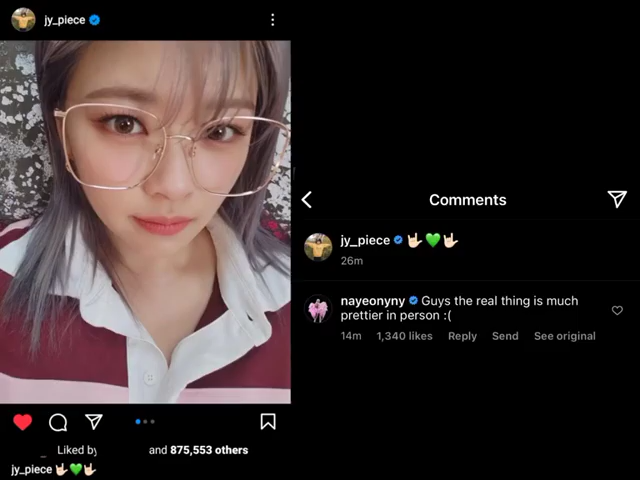 jy_piece
Comments
jy_piece 🤟🏻💚🤟🏻
26m
nayeonyny Guys the real thing is much
prettier in person :(
14m 1,340 likes Reply Send See original
Liked by and 875,553 others
jy_piece 🤟🏻💚🤟🏻